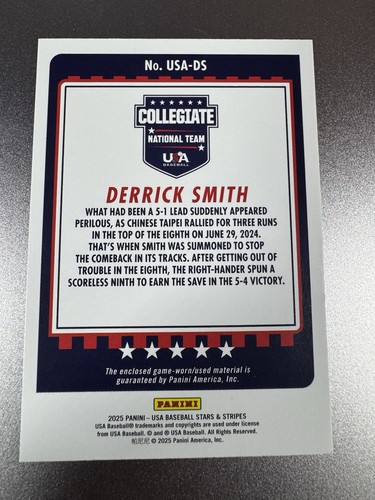 No. USA-DS
COLLEGIATE
NATIONAL TEAM
USA
BASEBALL
DERRICK SMITH
WHAT HAD BEEN A 5-1 LEAD SUDDENLY APPEARED
PERILOUS, AS CHINESE TAIPEI RALLIED FOR THREE RUNS
IN THE TOP OF THE EIGHTH ON JUNE 29, 2024.
THAT'S WHEN SMITH WAS SUMMONED TO STOP
THE COMEBACK IN ITS TRACKS. AFTER GETTING OUT OF
TROUBLE IN THE EIGHTH, THE RIGHT-HANDER SPUN A
SCORELESS NINTH TO EARN THE SAVE IN THE 5-4 VICTORY.
The enclosed game-worn/used material is
guaranteed by Panini America, Inc.
PANINI
2025 PANINI – USA BASEBALL STARS & STRIPES
USA Baseball® trademarks and copyrights are used under license
from USA Baseball. © and ® USA Baseball. All Rights Reserved.
帕尼尼 © 2025 Panini America, Inc.